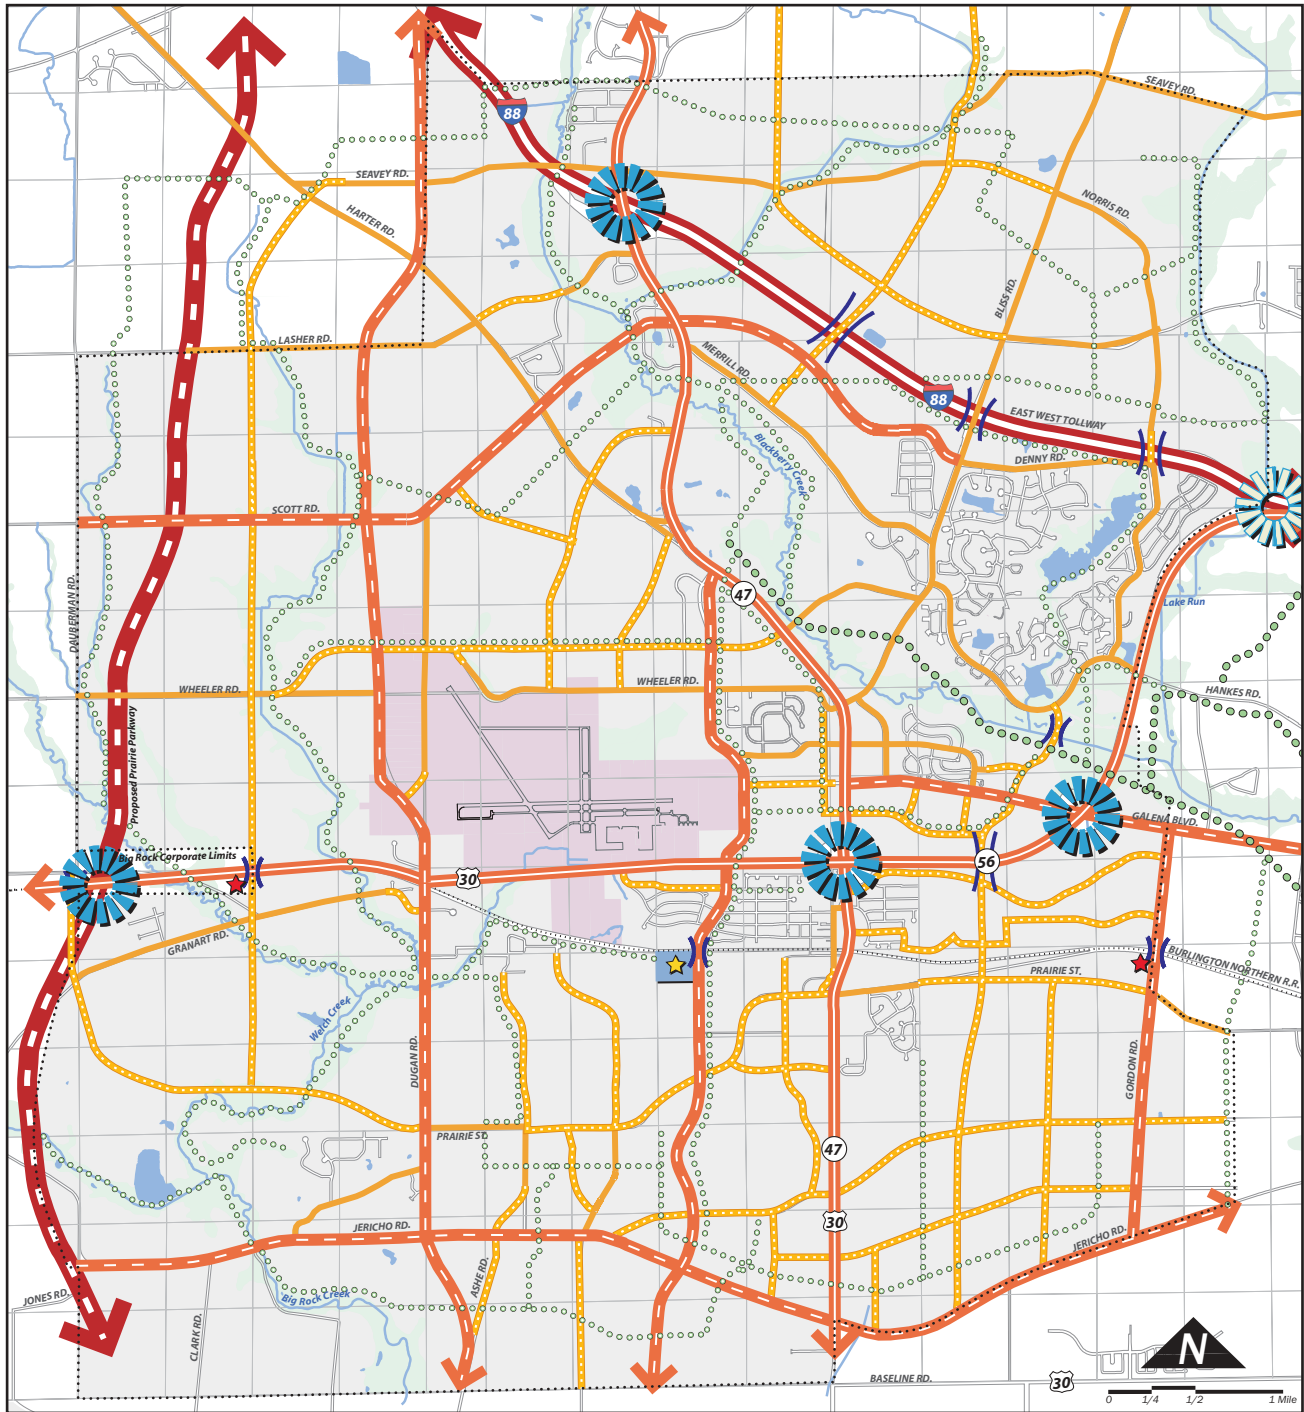 SEAVEY RD.
88
SEAVEY RD.
HARTER RD.
NORRIS RD.
BLISS RD.
LASHER RD.
MERRILL RD.
88
EAST WEST TOLLWAY
DENNY RD.
Blackberry Creek
SCOTT RD.
DAUBERMAN RD.
47
Lake Run
WHEELER RD.
WHEELER RD.
HANKES RD.
Proposed Prairie Parkway
GALENA BLVD.
Big Rock Corporate Limits
56
30
GRANART RD.
BURLINGTON NORTHERN R.R.
PRAIRIE ST.
Welch Creek
DUGAN RD.
GORDON RD.
PRAIRIE ST.
47
30
JERICHO RD.
JERICHO RD.
ASHE RD.
JONES RD.
Big Rock Creek
CLARK RD.
N
BASELINE RD.
30
0 1/4 1/2 1 Mile